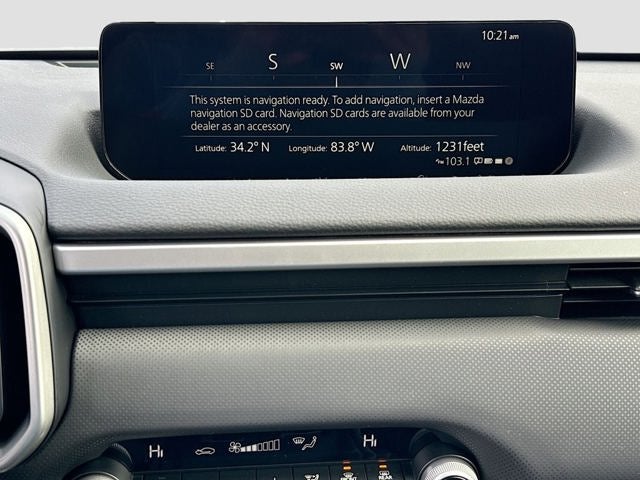 10:21 am
SE S SW W NW
This system is navigation ready. To add navigation, insert a Mazda
navigation SD card. Navigation SD cards are available from your
dealer as an accessory.
Latitude: 34.2° N Longitude: 83.8° W Altitude: 1231feet
103.1
HI HI
FRONT REAR